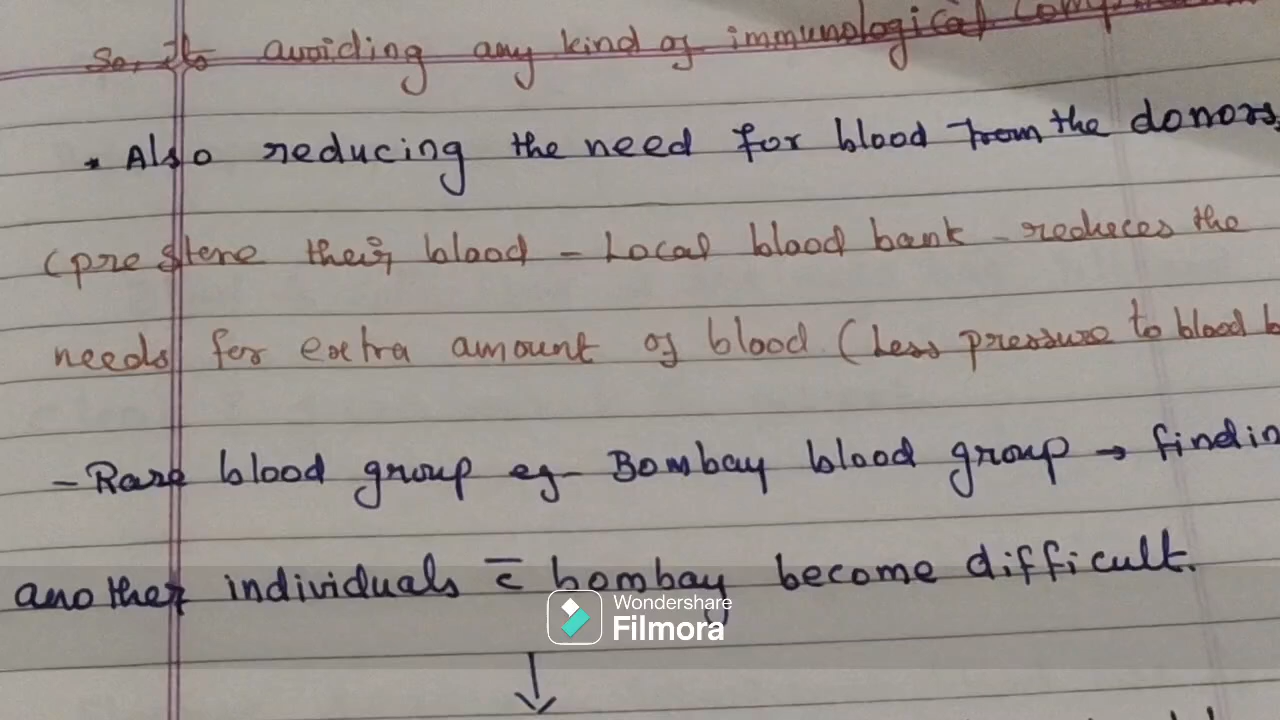 So, to avoiding any kind of immunological
• Also reducing the need for blood from the donors.
(pre store their blood – Local blood bank – reduces the
needs for extra amount of blood. (Less pressure to blood b
– Rare blood group eg – Bombay blood group → findin
another individuals c̅ bombay become difficult.
Wondershare
Filmora
↓